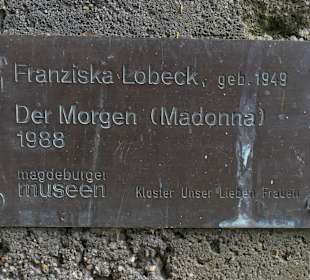 Franziska Lobeck, geb. 1949
Der Morgen (Madonna)
1988
magdeburger
museen Kloster Unser Lieben Frauen